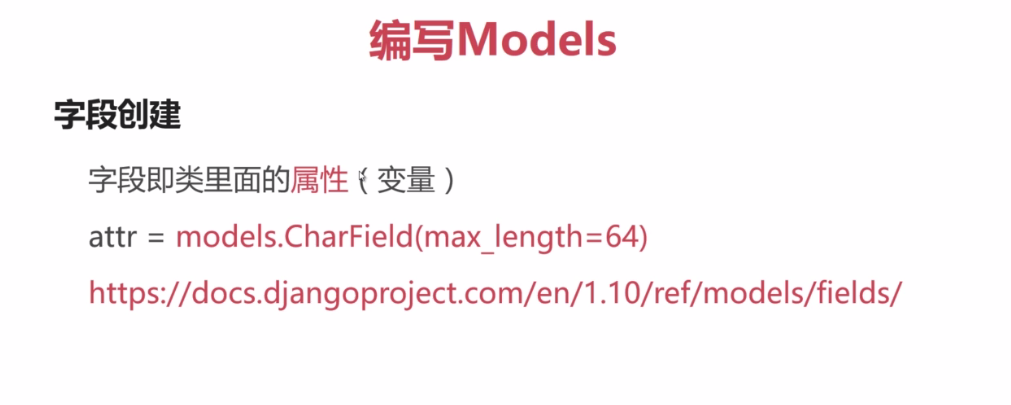 编写Models
字段创建
字段即类里面的属性（变量）
attr = models.CharField(max_length=64)
https://docs.djangoproject.com/en/1.10/ref/models/fields/